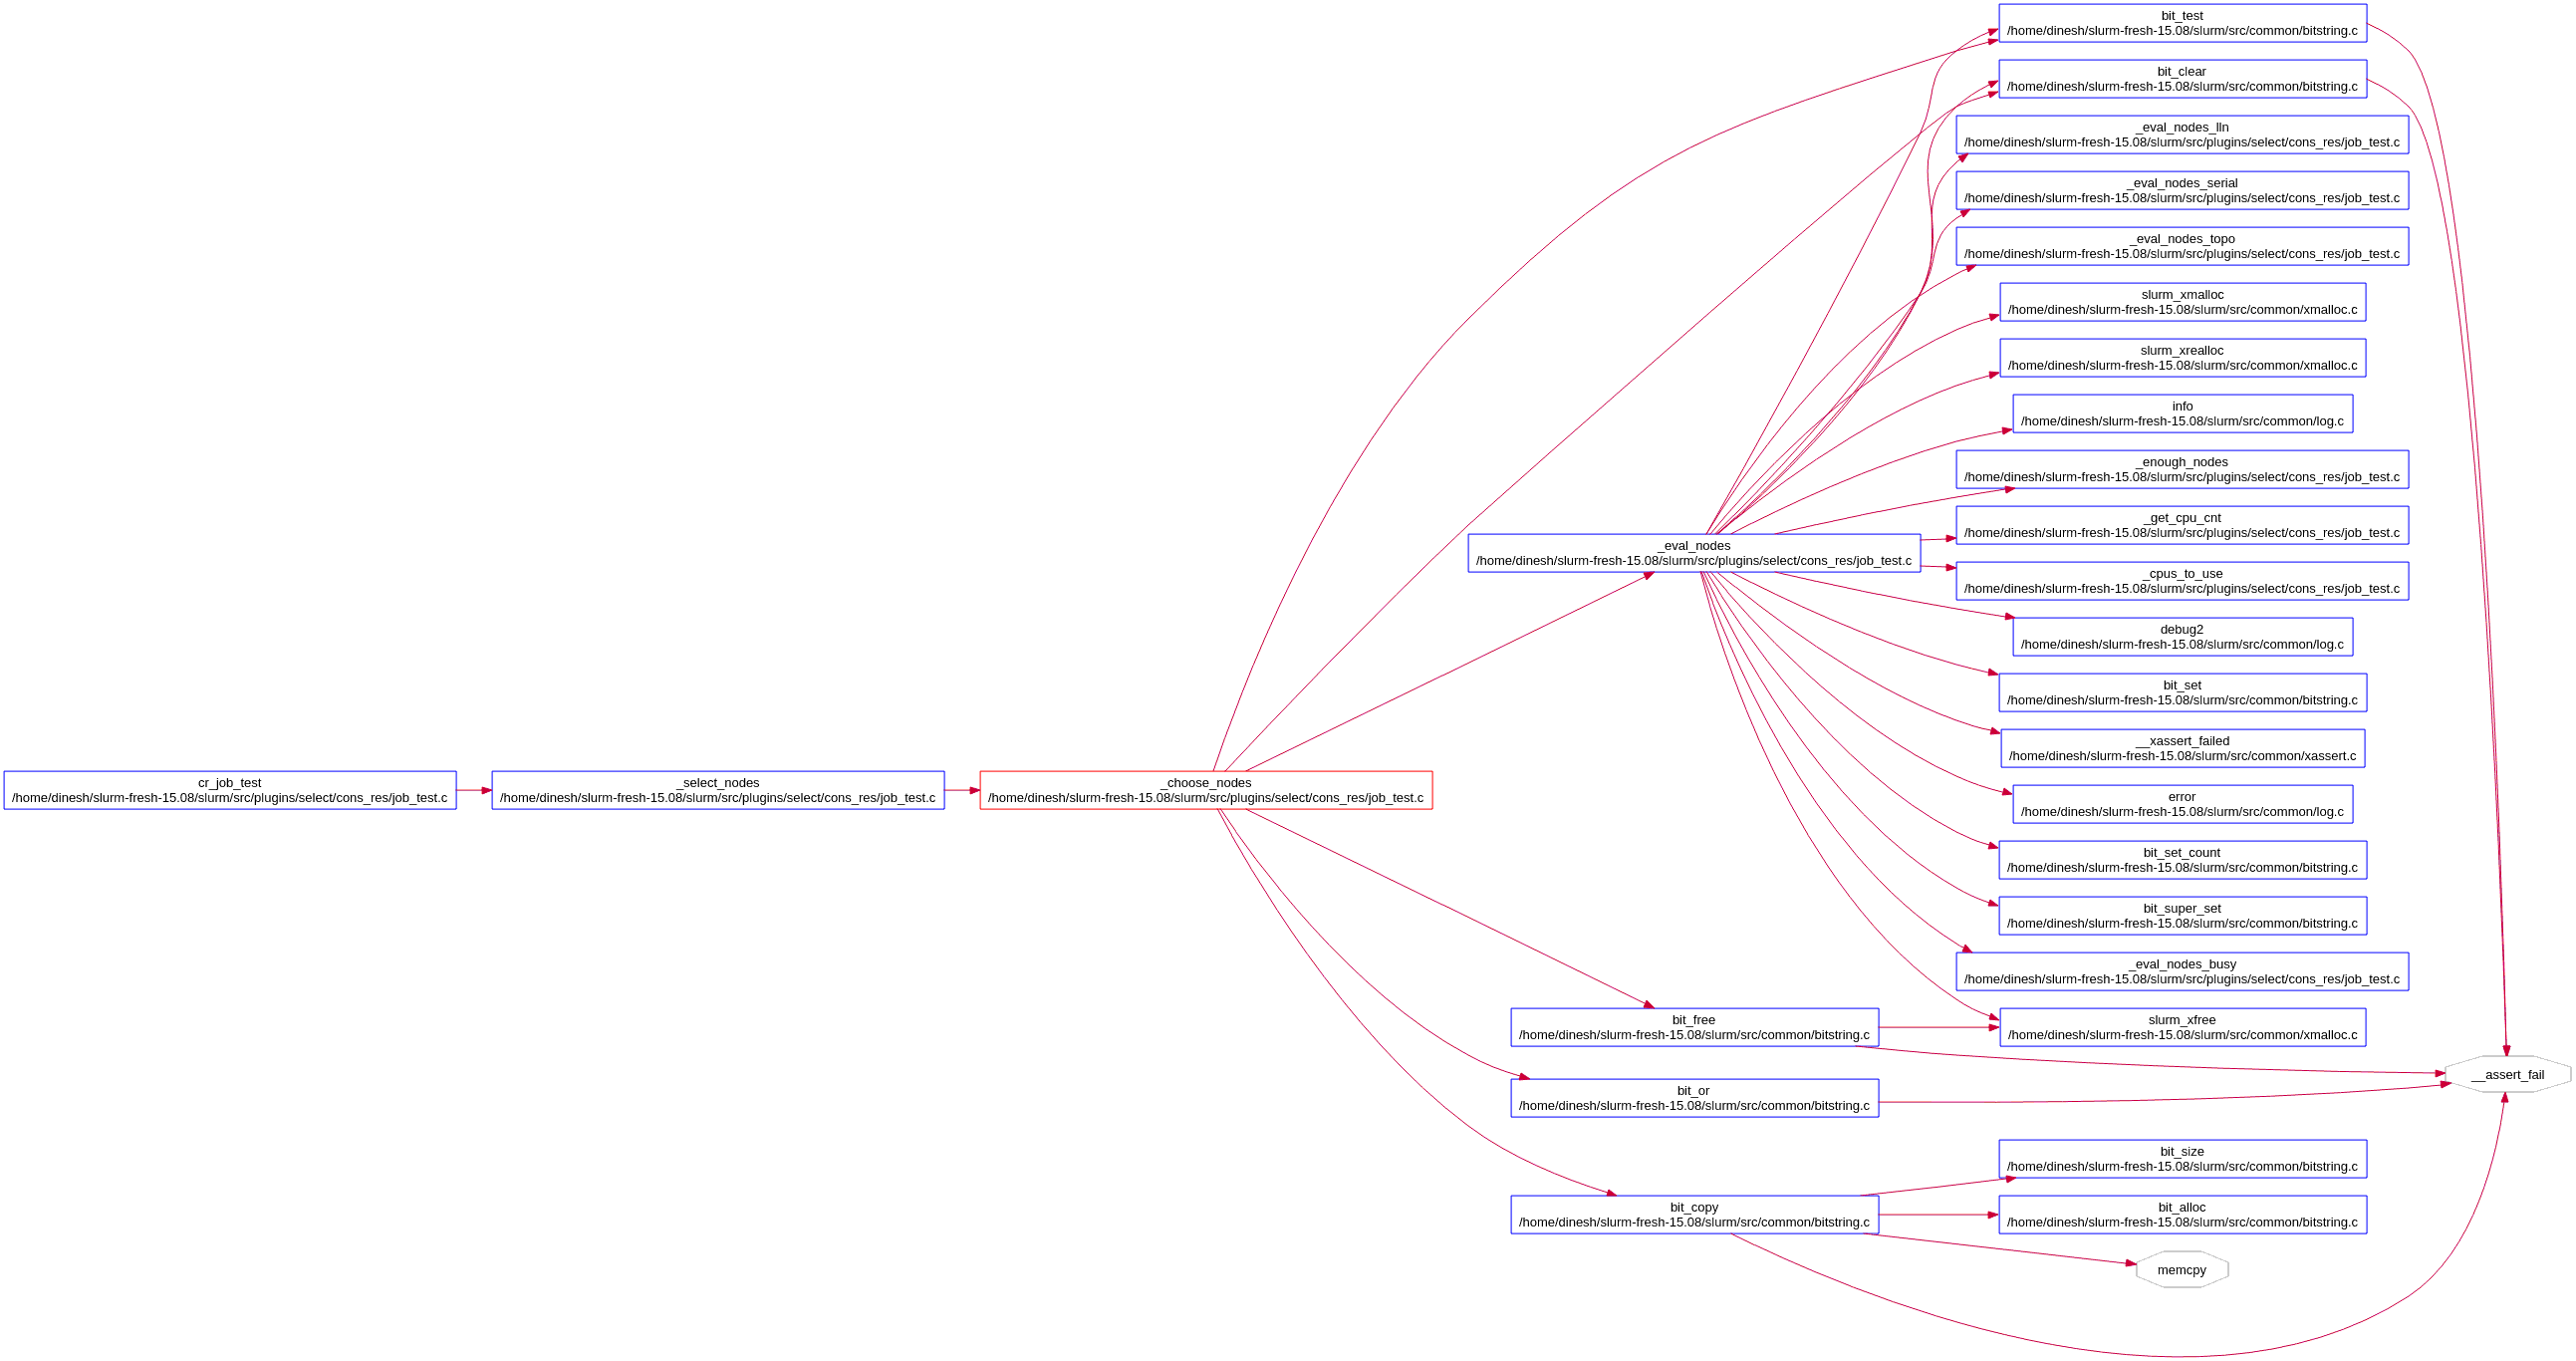 cr_job_test
/home/dinesh/slurm-fresh-15.08/slurm/src/plugins/select/cons_res/job_test.c
_select_nodes
/home/dinesh/slurm-fresh-15.08/slurm/src/plugins/select/cons_res/job_test.c
_choose_nodes
/home/dinesh/slurm-fresh-15.08/slurm/src/plugins/select/cons_res/job_test.c
_eval_nodes
/home/dinesh/slurm-fresh-15.08/slurm/src/plugins/select/cons_res/job_test.c
bit_free
/home/dinesh/slurm-fresh-15.08/slurm/src/common/bitstring.c
bit_or
/home/dinesh/slurm-fresh-15.08/slurm/src/common/bitstring.c
bit_copy
/home/dinesh/slurm-fresh-15.08/slurm/src/common/bitstring.c
bit_test
/home/dinesh/slurm-fresh-15.08/slurm/src/common/bitstring.c
bit_clear
/home/dinesh/slurm-fresh-15.08/slurm/src/common/bitstring.c
_eval_nodes_lln
/home/dinesh/slurm-fresh-15.08/slurm/src/plugins/select/cons_res/job_test.c
_eval_nodes_serial
/home/dinesh/slurm-fresh-15.08/slurm/src/plugins/select/cons_res/job_test.c
_eval_nodes_topo
/home/dinesh/slurm-fresh-15.08/slurm/src/plugins/select/cons_res/job_test.c
slurm_xmalloc
/home/dinesh/slurm-fresh-15.08/slurm/src/common/xmalloc.c
slurm_xrealloc
/home/dinesh/slurm-fresh-15.08/slurm/src/common/xmalloc.c
info
/home/dinesh/slurm-fresh-15.08/slurm/src/common/log.c
_enough_nodes
/home/dinesh/slurm-fresh-15.08/slurm/src/plugins/select/cons_res/job_test.c
_get_cpu_cnt
/home/dinesh/slurm-fresh-15.08/slurm/src/plugins/select/cons_res/job_test.c
_cpus_to_use
/home/dinesh/slurm-fresh-15.08/slurm/src/plugins/select/cons_res/job_test.c
debug2
/home/dinesh/slurm-fresh-15.08/slurm/src/common/log.c
bit_set
/home/dinesh/slurm-fresh-15.08/slurm/src/common/bitstring.c
__xassert_failed
/home/dinesh/slurm-fresh-15.08/slurm/src/common/xassert.c
error
/home/dinesh/slurm-fresh-15.08/slurm/src/common/log.c
bit_set_count
/home/dinesh/slurm-fresh-15.08/slurm/src/common/bitstring.c
bit_super_set
/home/dinesh/slurm-fresh-15.08/slurm/src/common/bitstring.c
_eval_nodes_busy
/home/dinesh/slurm-fresh-15.08/slurm/src/plugins/select/cons_res/job_test.c
slurm_xfree
/home/dinesh/slurm-fresh-15.08/slurm/src/common/xmalloc.c
bit_size
/home/dinesh/slurm-fresh-15.08/slurm/src/common/bitstring.c
bit_alloc
/home/dinesh/slurm-fresh-15.08/slurm/src/common/bitstring.c
memcpy
__assert_fail